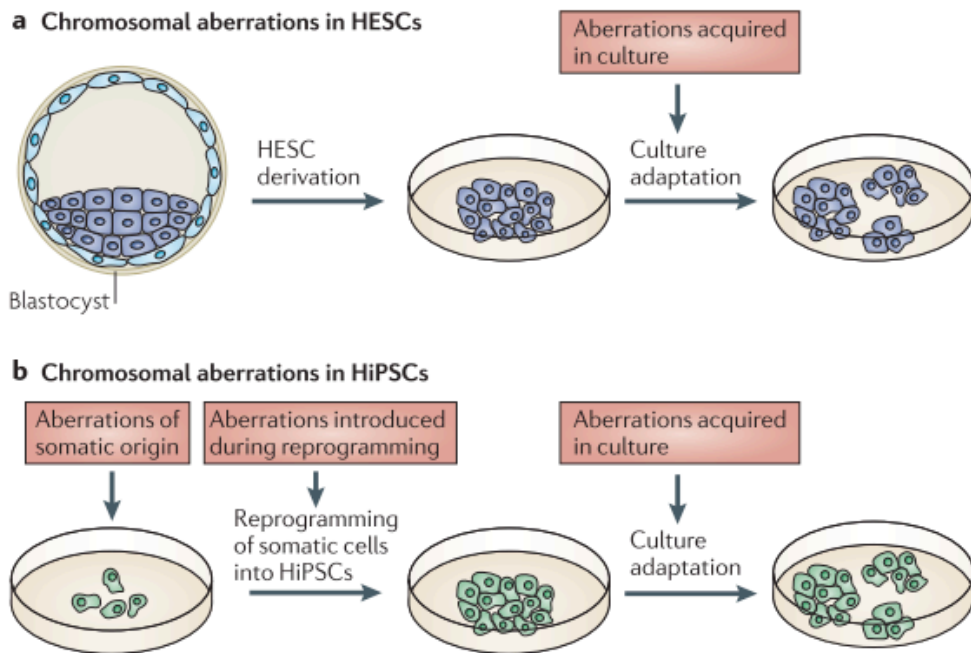 a Chromosomal aberrations in HESCs
Aberrations acquired
in culture
HESC
derivation
Culture
adaptation
Blastocyst
b Chromosomal aberrations in HiPSCs
Aberrations of
somatic origin
Aberrations introduced
during reprogramming
Aberrations acquired
in culture
Reprogramming
of somatic cells
into HiPSCs
Culture
adaptation